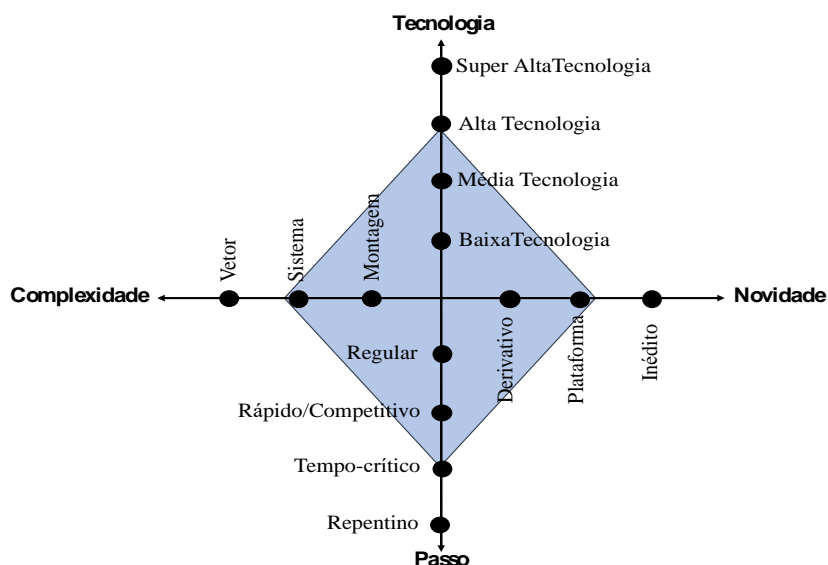 Tecnologia
Super AltaTecnologia
Alta Tecnologia
Média Tecnologia
BaixaTecnologia
Vetor
Sistema
Montagem
Complexidade
Novidade
Derivativo
Plataforma
Inédito
Regular
Rápido/Competitivo
Tempo-crítico
Repentino
Passo